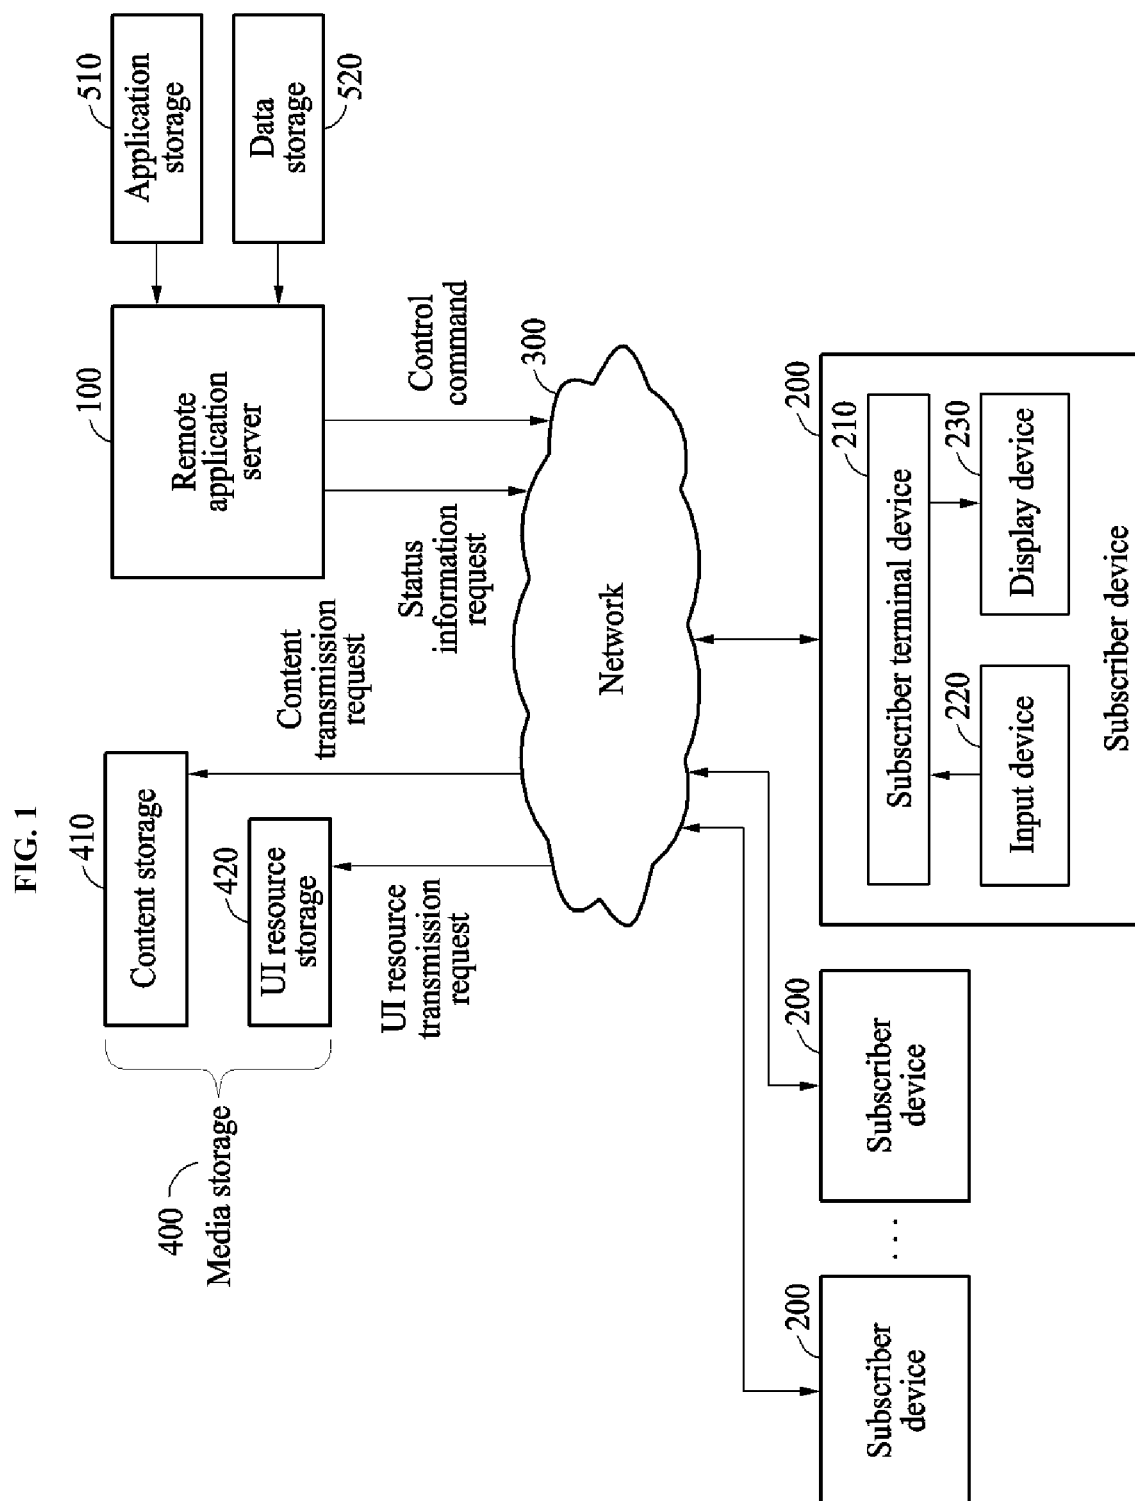 FIG. 1
400
Media storage
410
Content storage
420
UI resource
storage
100
Remote
application
server
510
Application
storage
520
Data
storage
UI resource
transmission
request
Content
transmission
request
Status
information
request
Control
command
300
Network
200
Subscriber
device
. . .
200
Subscriber
device
200
210
Subscriber terminal device
220
Input device
230
Display device
Subscriber device